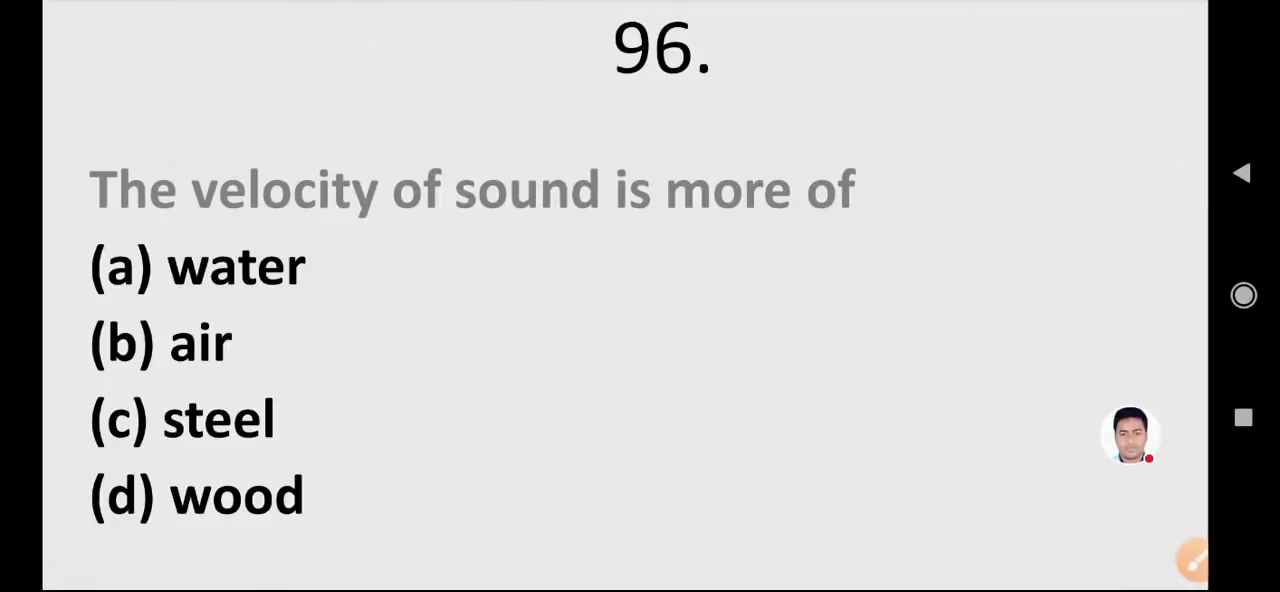 96.
The velocity of sound is more of
(a) water
(b) air
(c) steel
(d) wood